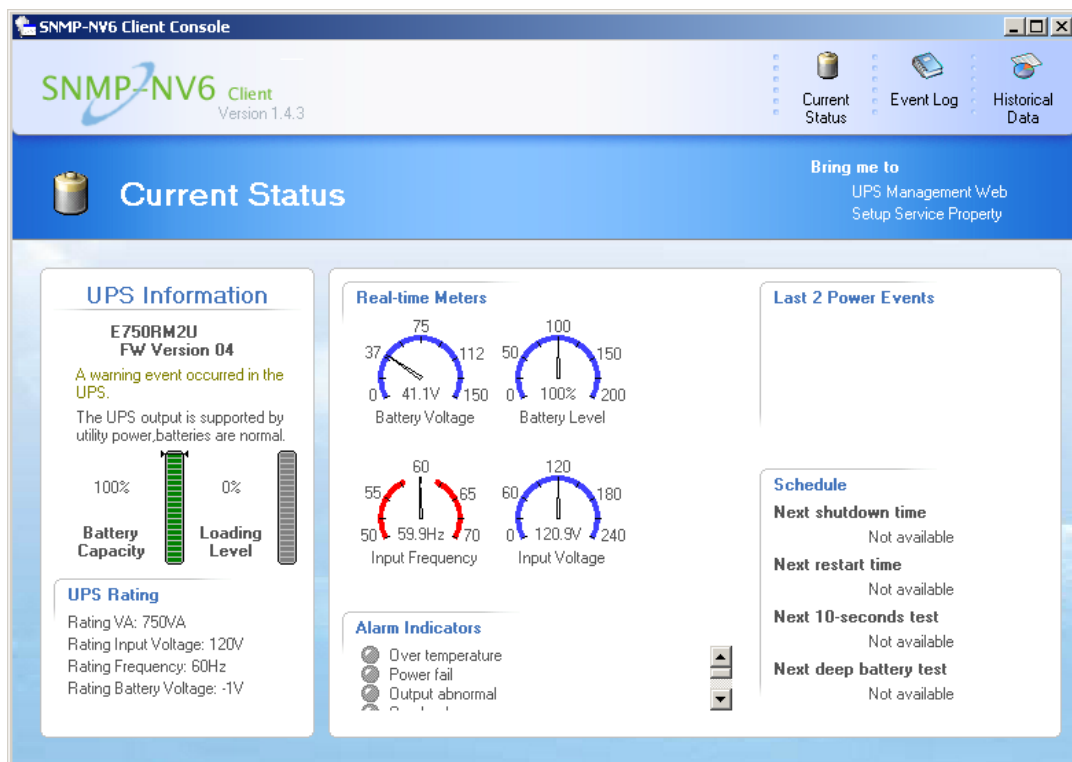 SNMP-NV6 Client Console
SNMP-NV6 Client
Version 1.4.3
Current Status
Event Log
Historical Data
Current Status
Bring me to
UPS Management Web
Setup Service Property
UPS Information
E750RM2U
FW Version 04
A warning event occurred in the
UPS.
The UPS output is supported by
utility power,batteries are normal.
100%
Battery
Capacity
0%
Loading
Level
UPS Rating
Rating VA: 750VA
Rating Input Voltage: 120V
Rating Frequency: 60Hz
Rating Battery Voltage: -1V
Real-time Meters
0 37 75 112 150
41.1V
Battery Voltage
0 50 100 150 200
100%
Battery Level
50 55 60 65 70
59.9Hz
Input Frequency
0 60 120 180 240
120.9V
Input Voltage
Alarm Indicators
Over temperature
Power fail
Output abnormal
Last 2 Power Events
Schedule
Next shutdown time
Not available
Next restart time
Not available
Next 10-seconds test
Not available
Next deep battery test
Not available